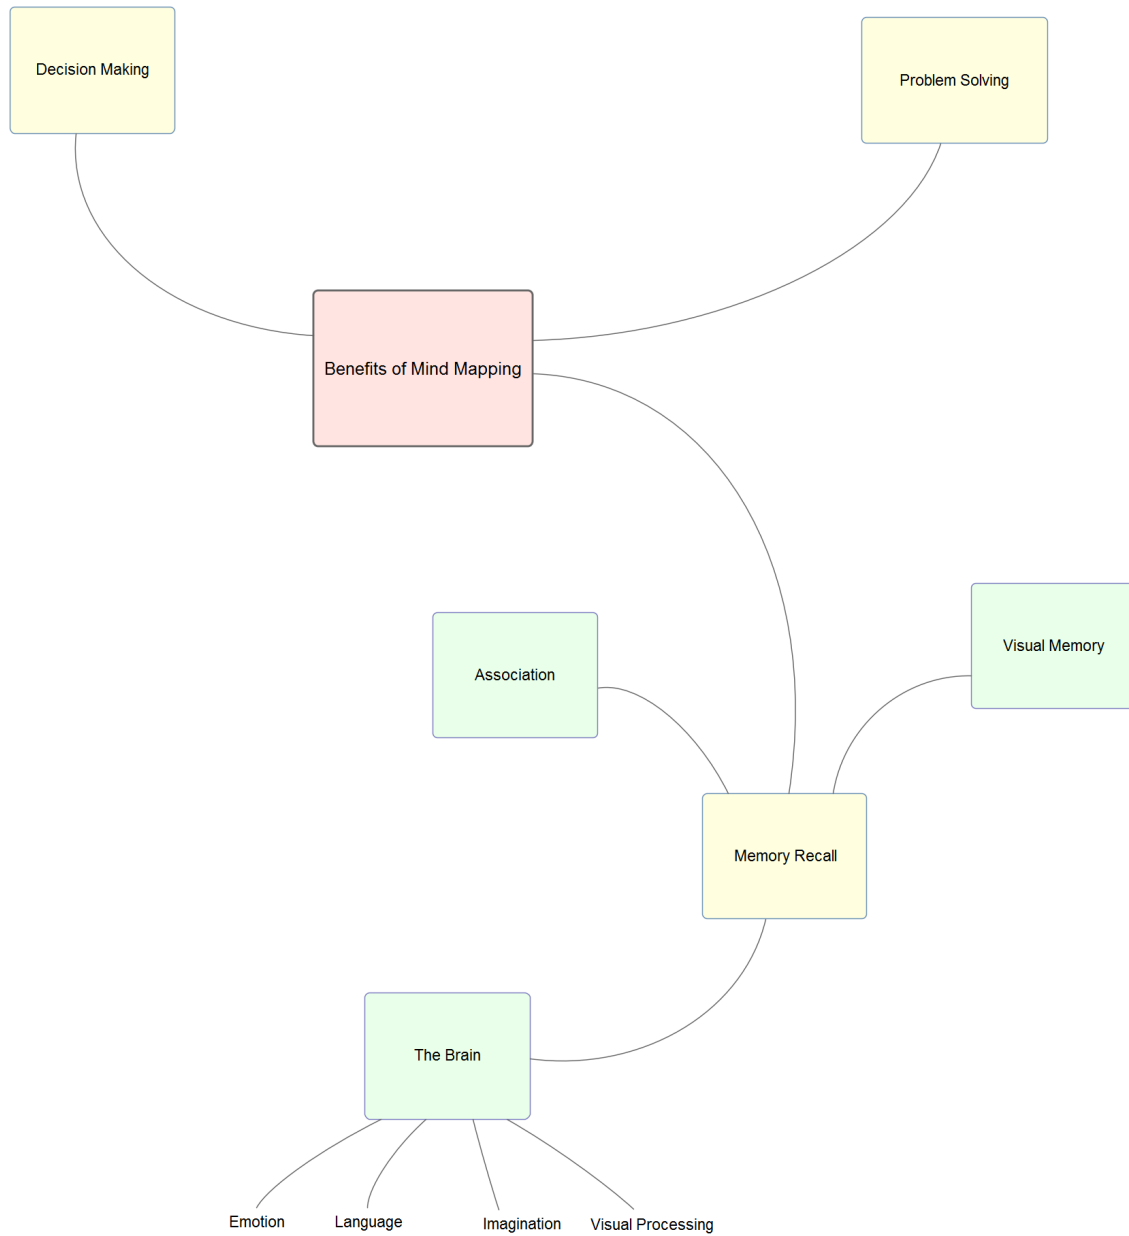 Decision Making
Problem Solving
Benefits of Mind Mapping
Association
Visual Memory
Memory Recall
The Brain
Emotion
Language
Imagination
Visual Processing